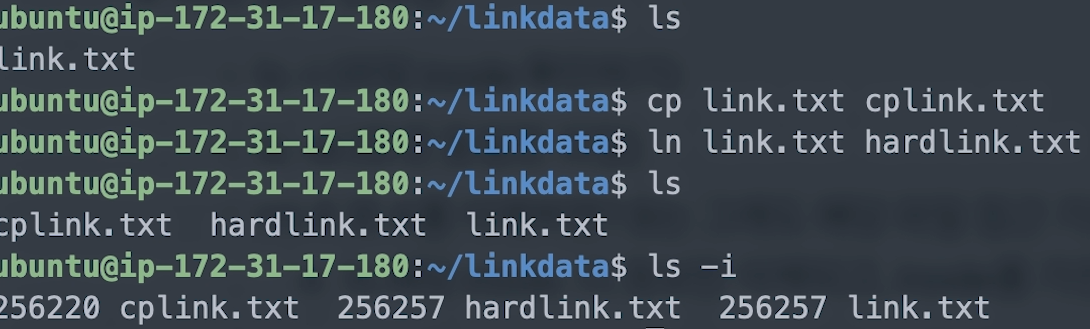 ubuntu@ip-172-31-17-180:~/linkdata$ ls
link.txt
ubuntu@ip-172-31-17-180:~/linkdata$ cp link.txt cplink.txt
ubuntu@ip-172-31-17-180:~/linkdata$ ln link.txt hardlink.txt
ubuntu@ip-172-31-17-180:~/linkdata$ ls
cplink.txt  hardlink.txt  link.txt
ubuntu@ip-172-31-17-180:~/linkdata$ ls -i
256220 cplink.txt  256257 hardlink.txt  256257 link.txt